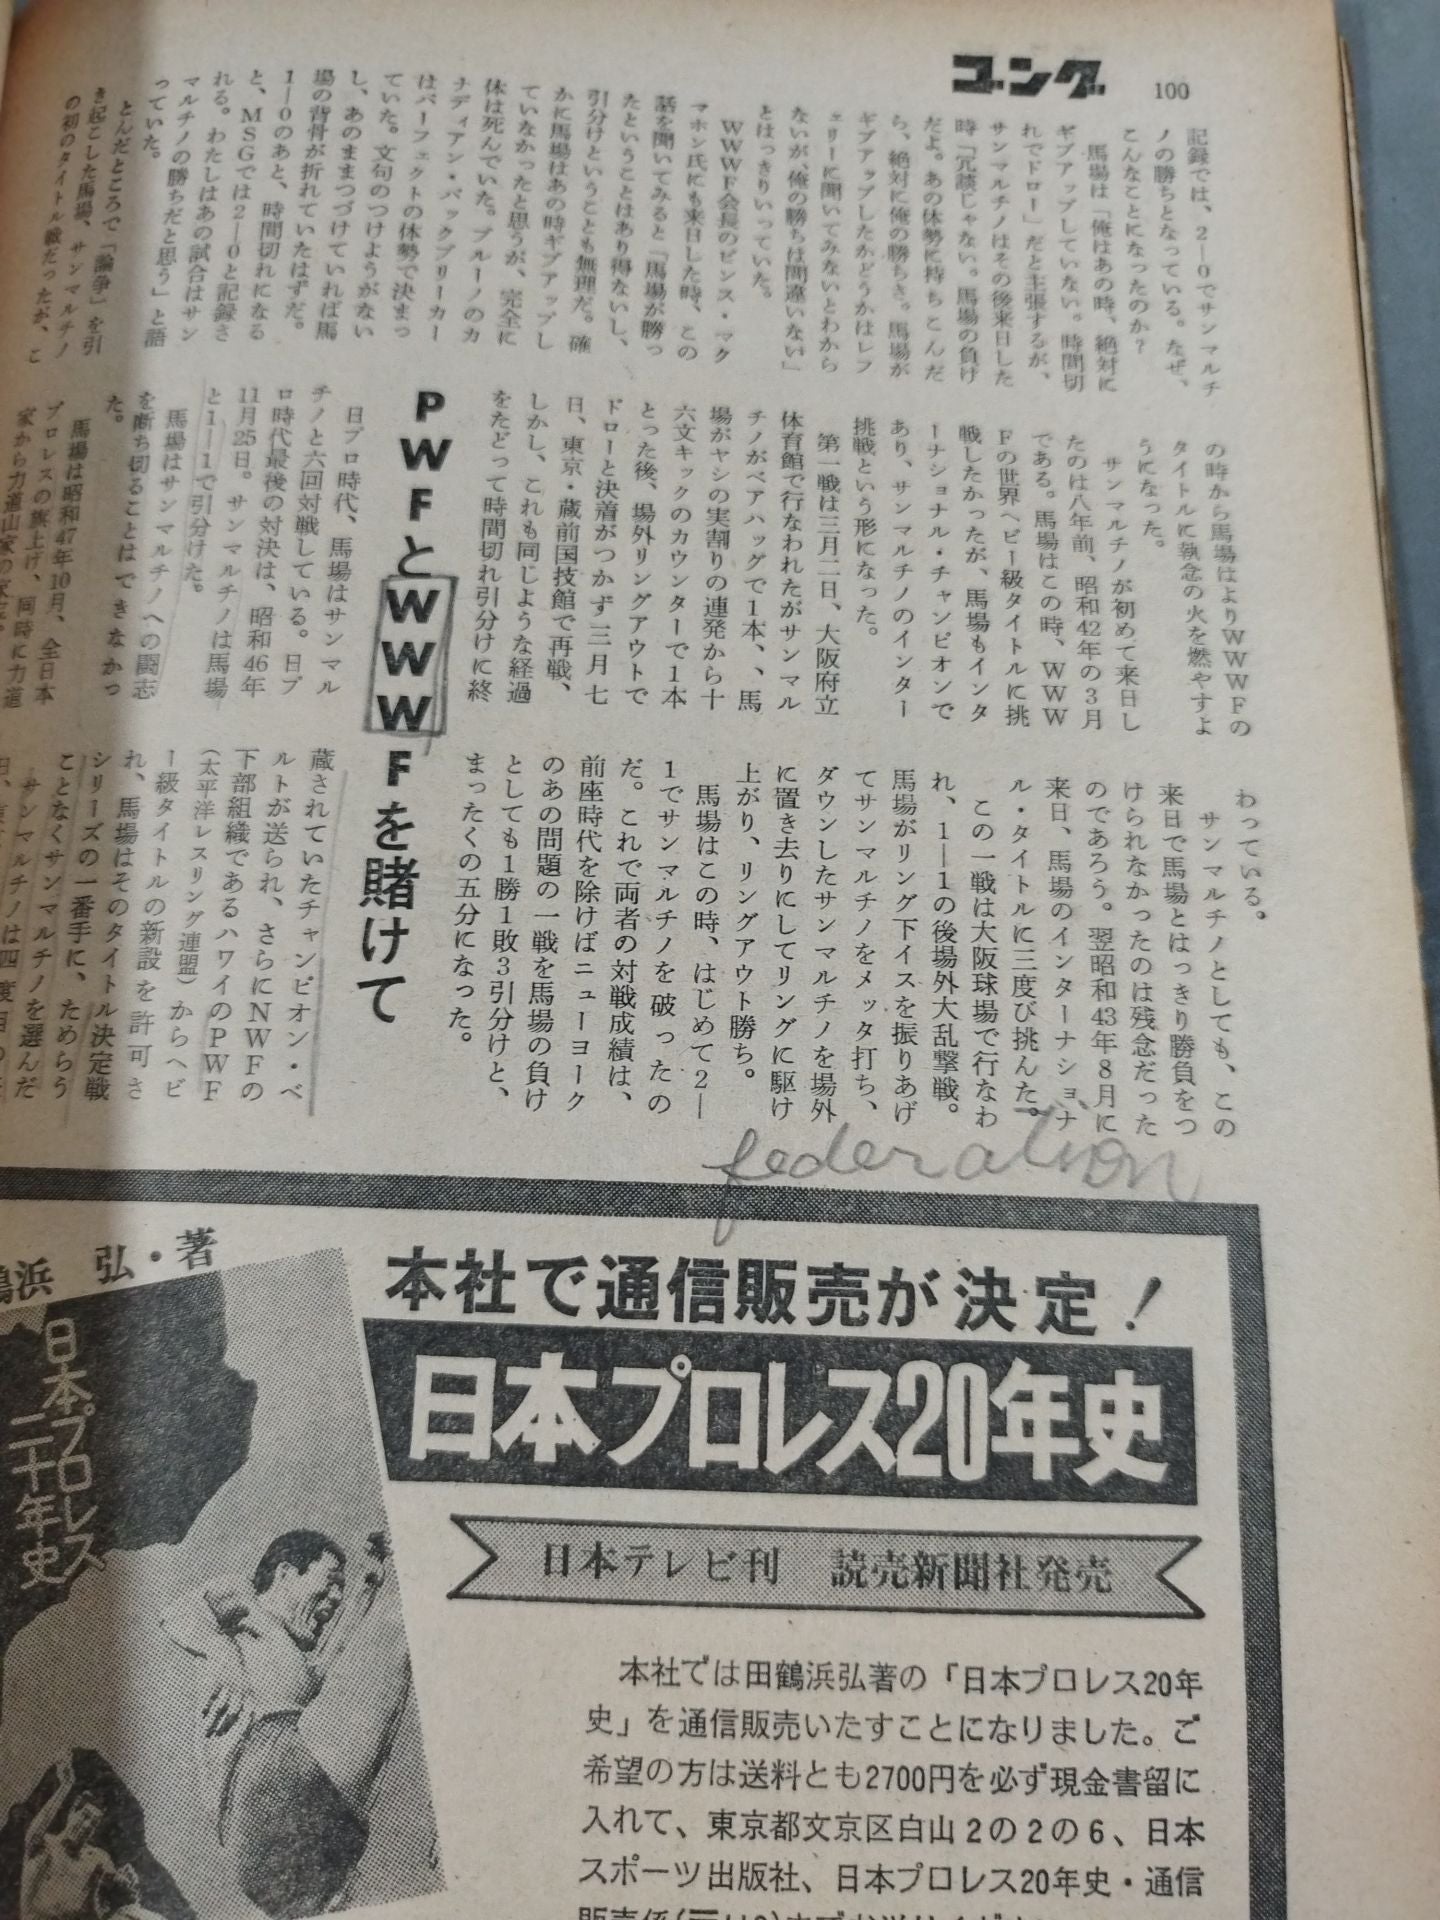 ゴング 100
記録では、2―0でサンマルチ
ノの勝ちとなっている。なぜ、
こんなことになったのか?
馬場は「俺はあの時、絶対に
ギブアップしていない。時間切
れでドロー」だと主張するが、
サンマルチノはその後来日した
時「冗談じゃない。馬場の負け
だよ。あの体勢に持ちこんだ
ら、絶対に俺の勝ちさ。馬場が
ギブアップしたかどうかはレフ
ェリーに聞いてみないとわから
ないが、俺の勝ちは間違いない」
とはっきりいっていた。
WWWF会長のビンス・マク
マホン氏にも来日した時、この
話を聞いてみると「馬場が勝っ
たということはあり得ないし、
引分けということも無理だ。確
かに馬場はあの時ギブアップし
ていなかったと思うが、完全に
体は死んでいた。ブルーノのカ
ナディアン・バックブリーカー
はパーフェクトの体勢で決まっ
ていた。文句のつけようがない
し、あのままつづけていれば馬
場の背骨が折れていたはずだ。
1―0のあと、時間切れになる
と、MSGでは2―0と記録さ
れる。わたしはあの試合はサン
マルチノの勝ちだと思う」と語
っていた。
とんだところで「論争」を引
き起こした馬場、サンマルチノ
の初のタイトル戦だったが、こ
の時から馬場はよりWWWFの
タイトルに執念の火を燃やすよ
うになった。
サンマルチノが初めて来日し
たのは八年前、昭和42年の3月
である。馬場はこの時、WWW
Fの世界ヘビー級タイトルに挑
戦したかったが、馬場もインタ
ーナショナル・チャンピオンで
あり、サンマルチノのインター
挑戦という形になった。
第一戦は三月二日、大阪府立
体育館で行なわれたがサンマル
チノがベアハッグで1本、、馬
場がヤシの実割りの連発から十
六文キックのカウンターで1本
とった後、場外リングアウトで
ドローと決着がつかず三月七
日、東京・蔵前国技館で再戦、
しかし、これも同じような経過
をたどって時間切れ引分けに終
わっている。
サンマルチノとしても、この
来日で馬場とはっきり勝負をつ
けられなかったのは残念だった
のであろう。翌昭和43年8月に
来日、馬場のインターナショナ
ル・タイトルに三度び挑んだ。
この一戦は大阪球場で行なわ
れ、1―1の後場外大乱撃戦。
馬場がリング下イスを振りあげ
てサンマルチノをメッタ打ち、
ダウンしたサンマルチノを場外
に置き去りにしてリングに駆け
上がり、リングアウト勝ち。
馬場はこの時、はじめて2―
1でサンマルチノを破ったの
だ。これで両者の対戦成績は、
前座時代を除けばニューヨーク
のあの問題の一戦を馬場の負け
としても1勝1敗3引分けと、
まったくの五分になった。
PWFとWWWFを賭けて
日プロ時代、馬場はサンマル
チノと六回対戦している。日プ
ロ時代最後の対決は、昭和46年
11月25日。サンマルチノは馬場
と1―1で引分けた。
馬場はサンマルチノへの闘志
を断ち切ることはできなかっ
た。
馬場は昭和47年10月、全日本
プロレスの旗上げ、同時に力道
家から力道山家の家宝
蔵されていたチャンピオン・ベ
ルトが送られ、さらにNWFの
下部組織であるハワイのPWF
(太平洋レスリング連盟)からヘビ
ー級タイトルの新設を許可さ
れ、馬場はそのタイトル決定戦
シリーズの一番手に、ためらう
ことなくサンマルチノを選んだ
サンマルチノは四度目の
federation
鶴浜 弘・著
日本プロレス
二十年史
本社で通信販売が決定!
日本プロレス20年史
日本テレビ刊 読売新聞社発売
本社では田鶴浜弘著の「日本プロレス20年
史」を通信販売いたすことになりました。ご
希望の方は送料とも2700円を必ず現金書留に
入れて、東京都文京区白山2の2の6、日本
スポーツ出版社、日本プロレス20年史・通信